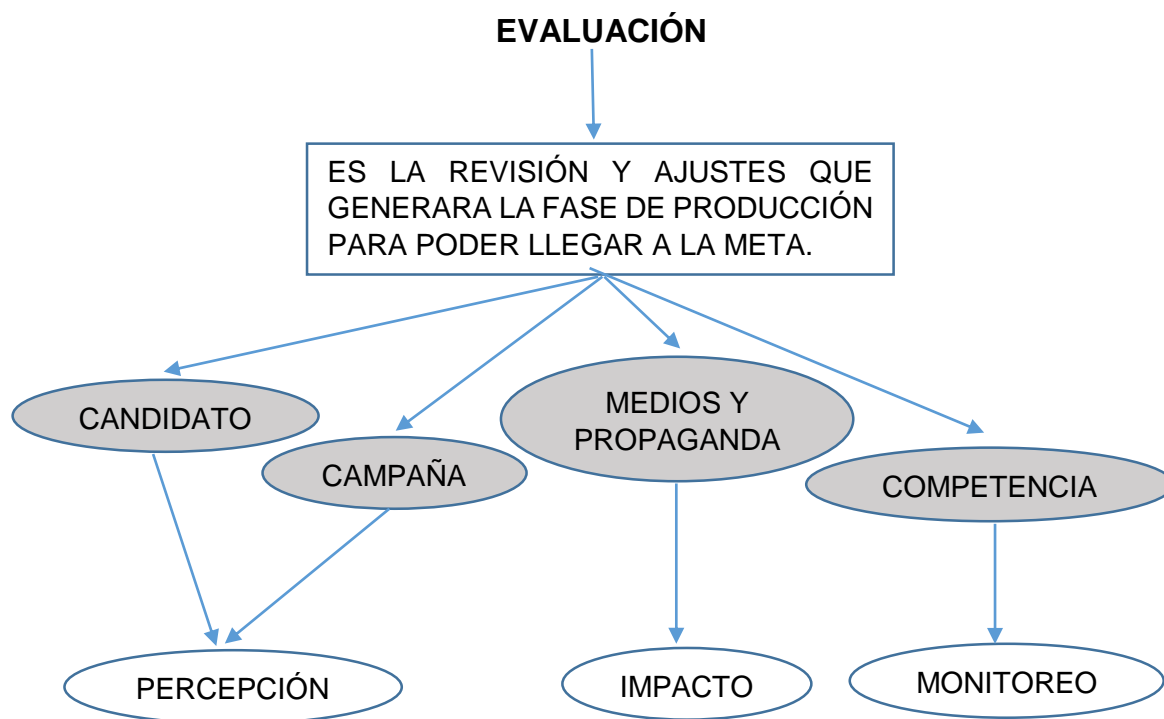 EVALUACIÓN
ES LA REVISIÓN Y AJUSTES QUE
GENERARA LA FASE DE PRODUCCIÓN
PARA PODER LLEGAR A LA META.
CANDIDATO
CAMPAÑA
MEDIOS Y
PROPAGANDA
COMPETENCIA
PERCEPCIÓN
IMPACTO
MONITOREO